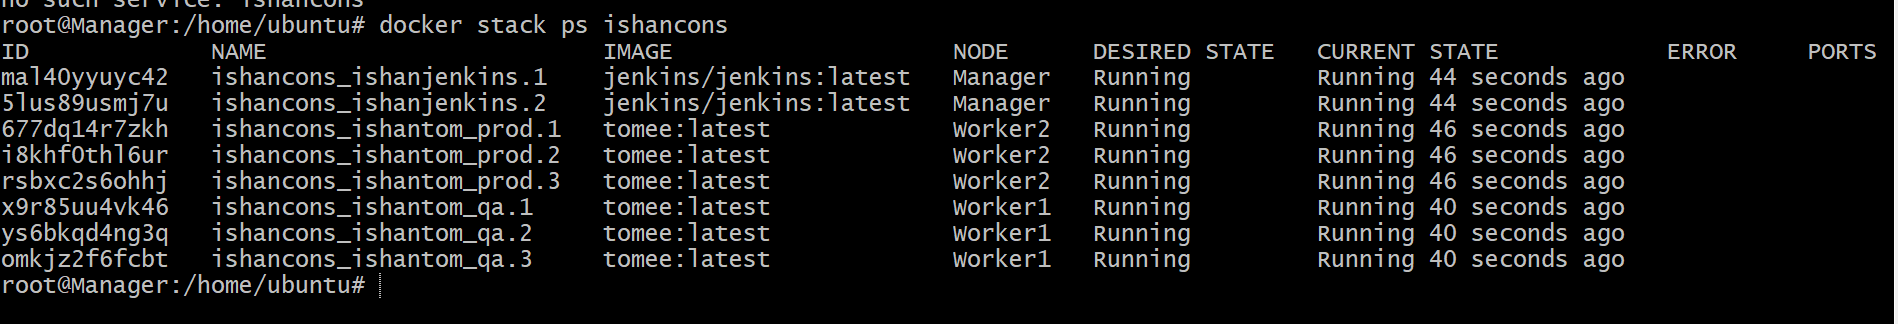 no such service: ishancons
root@Manager:/home/ubuntu# docker stack ps ishancons
ID NAME IMAGE NODE DESIRED STATE CURRENT STATE ERROR PORTS
mal40yyuyc42 ishancons_ishanjenkins.1 jenkins/jenkins:latest Manager Running Running 44 seconds ago
5lus89usmj7u ishancons_ishanjenkins.2 jenkins/jenkins:latest Manager Running Running 44 seconds ago
677dq14r7zkh ishancons_ishantom_prod.1 tomee:latest Worker2 Running Running 46 seconds ago
i8khf0thl6ur ishancons_ishantom_prod.2 tomee:latest Worker2 Running Running 46 seconds ago
rsbxc2s6ohhj ishancons_ishantom_prod.3 tomee:latest Worker2 Running Running 46 seconds ago
x9r85uu4vk46 ishancons_ishantom_qa.1 tomee:latest Worker1 Running Running 40 seconds ago
ys6bkqd4ng3q ishancons_ishantom_qa.2 tomee:latest Worker1 Running Running 40 seconds ago
omkjz2f6fcbt ishancons_ishantom_qa.3 tomee:latest Worker1 Running Running 40 seconds ago
root@Manager:/home/ubuntu#